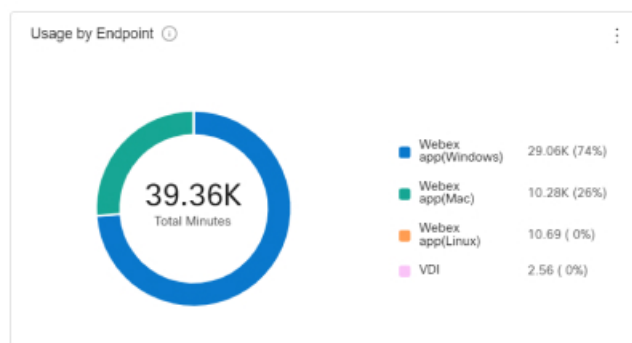 Usage by Endpoint
39.36K
Total Minutes
Webex
app(Windows) 29.06K (74%)
Webex
app(Mac) 10.28K (26%)
Webex
app(Linux) 10.69 ( 0%)
VDI 2.56 ( 0%)